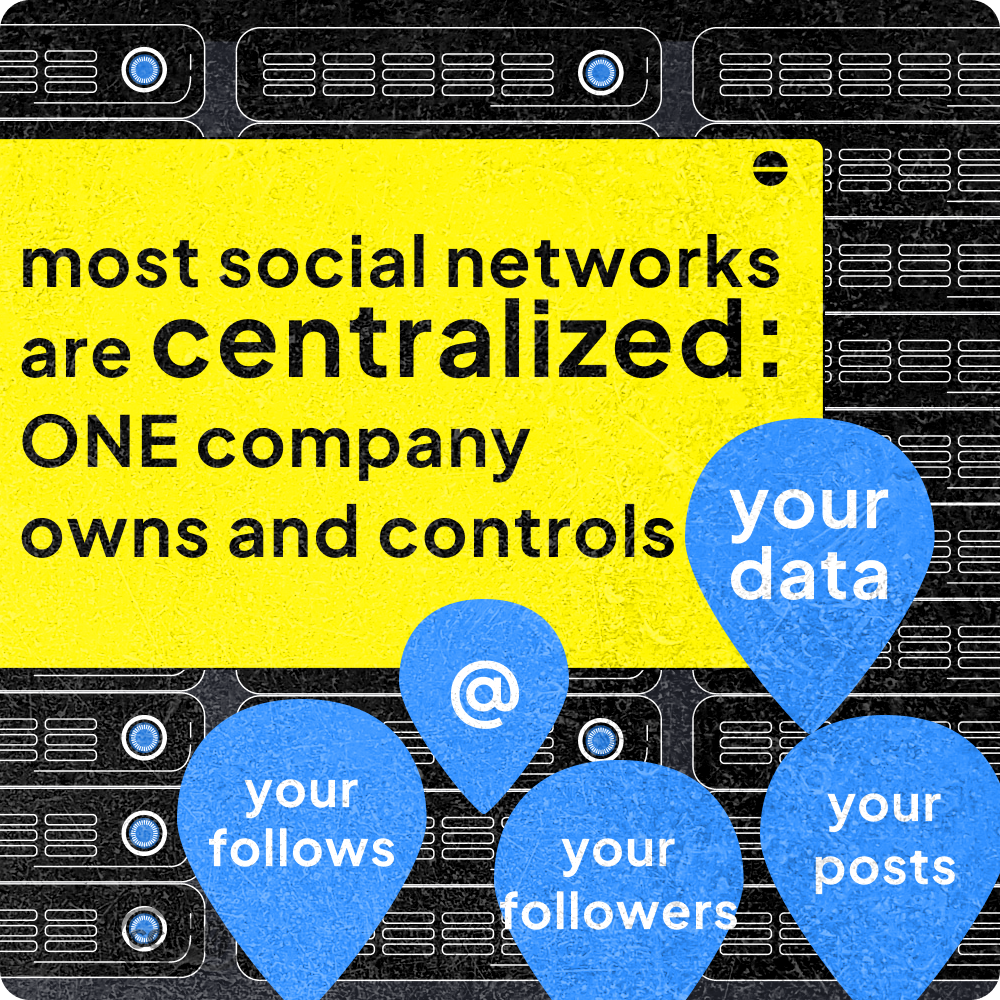 most social networks
are centralized:
ONE company
owns and controls
your
data
@
your
follows
your
followers
your
posts